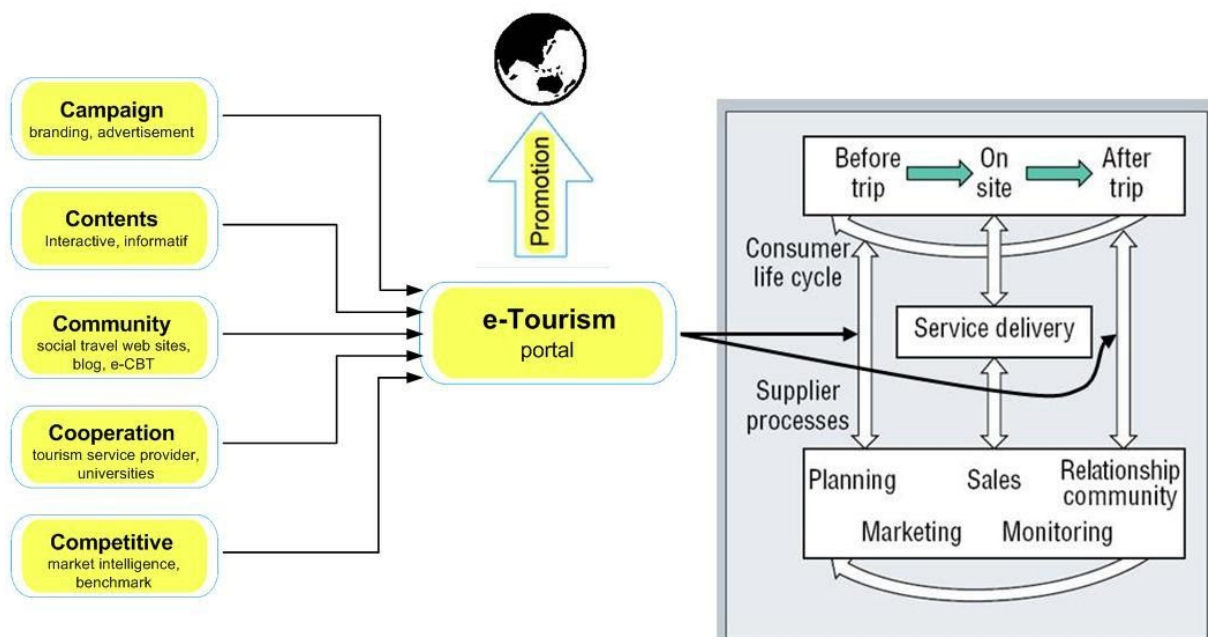 Campaign
branding, advertisement
Contents
Interactive, informatif
Community
social travel web sites,
blog, e-CBT
Cooperation
tourism service provider,
universities
Competitive
market intelligence,
benchmark
Promotion
e-Tourism
portal
Before
trip
On
site
After
trip
Consumer
life cycle
Service delivery
Supplier
processes
Planning
Sales
Relationship
community
Marketing
Monitoring